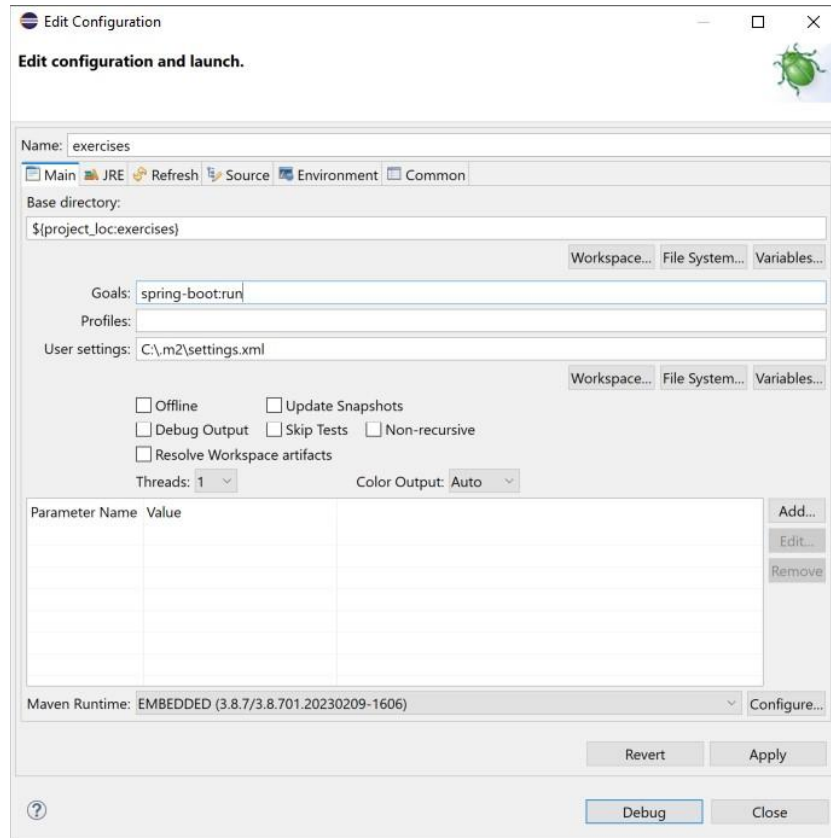 Edit Configuration
Edit configuration and launch.
Name: exercises
Main JRE Refresh Source Environment Common
Base directory:
${project_loc:exercises}
Workspace... File System... Variables...
Goals: spring-boot:run
Profiles:
User settings: C:\.m2\settings.xml
Workspace... File System... Variables...
Offline Update Snapshots
Debug Output Skip Tests Non-recursive
Resolve Workspace artifacts
Threads: 1 Color Output: Auto
Parameter Name Value Add...
Edit...
Remove
Maven Runtime: EMBEDDED (3.8.7/3.8.701.20230209-1606) Configure...
Revert Apply
? Debug Close